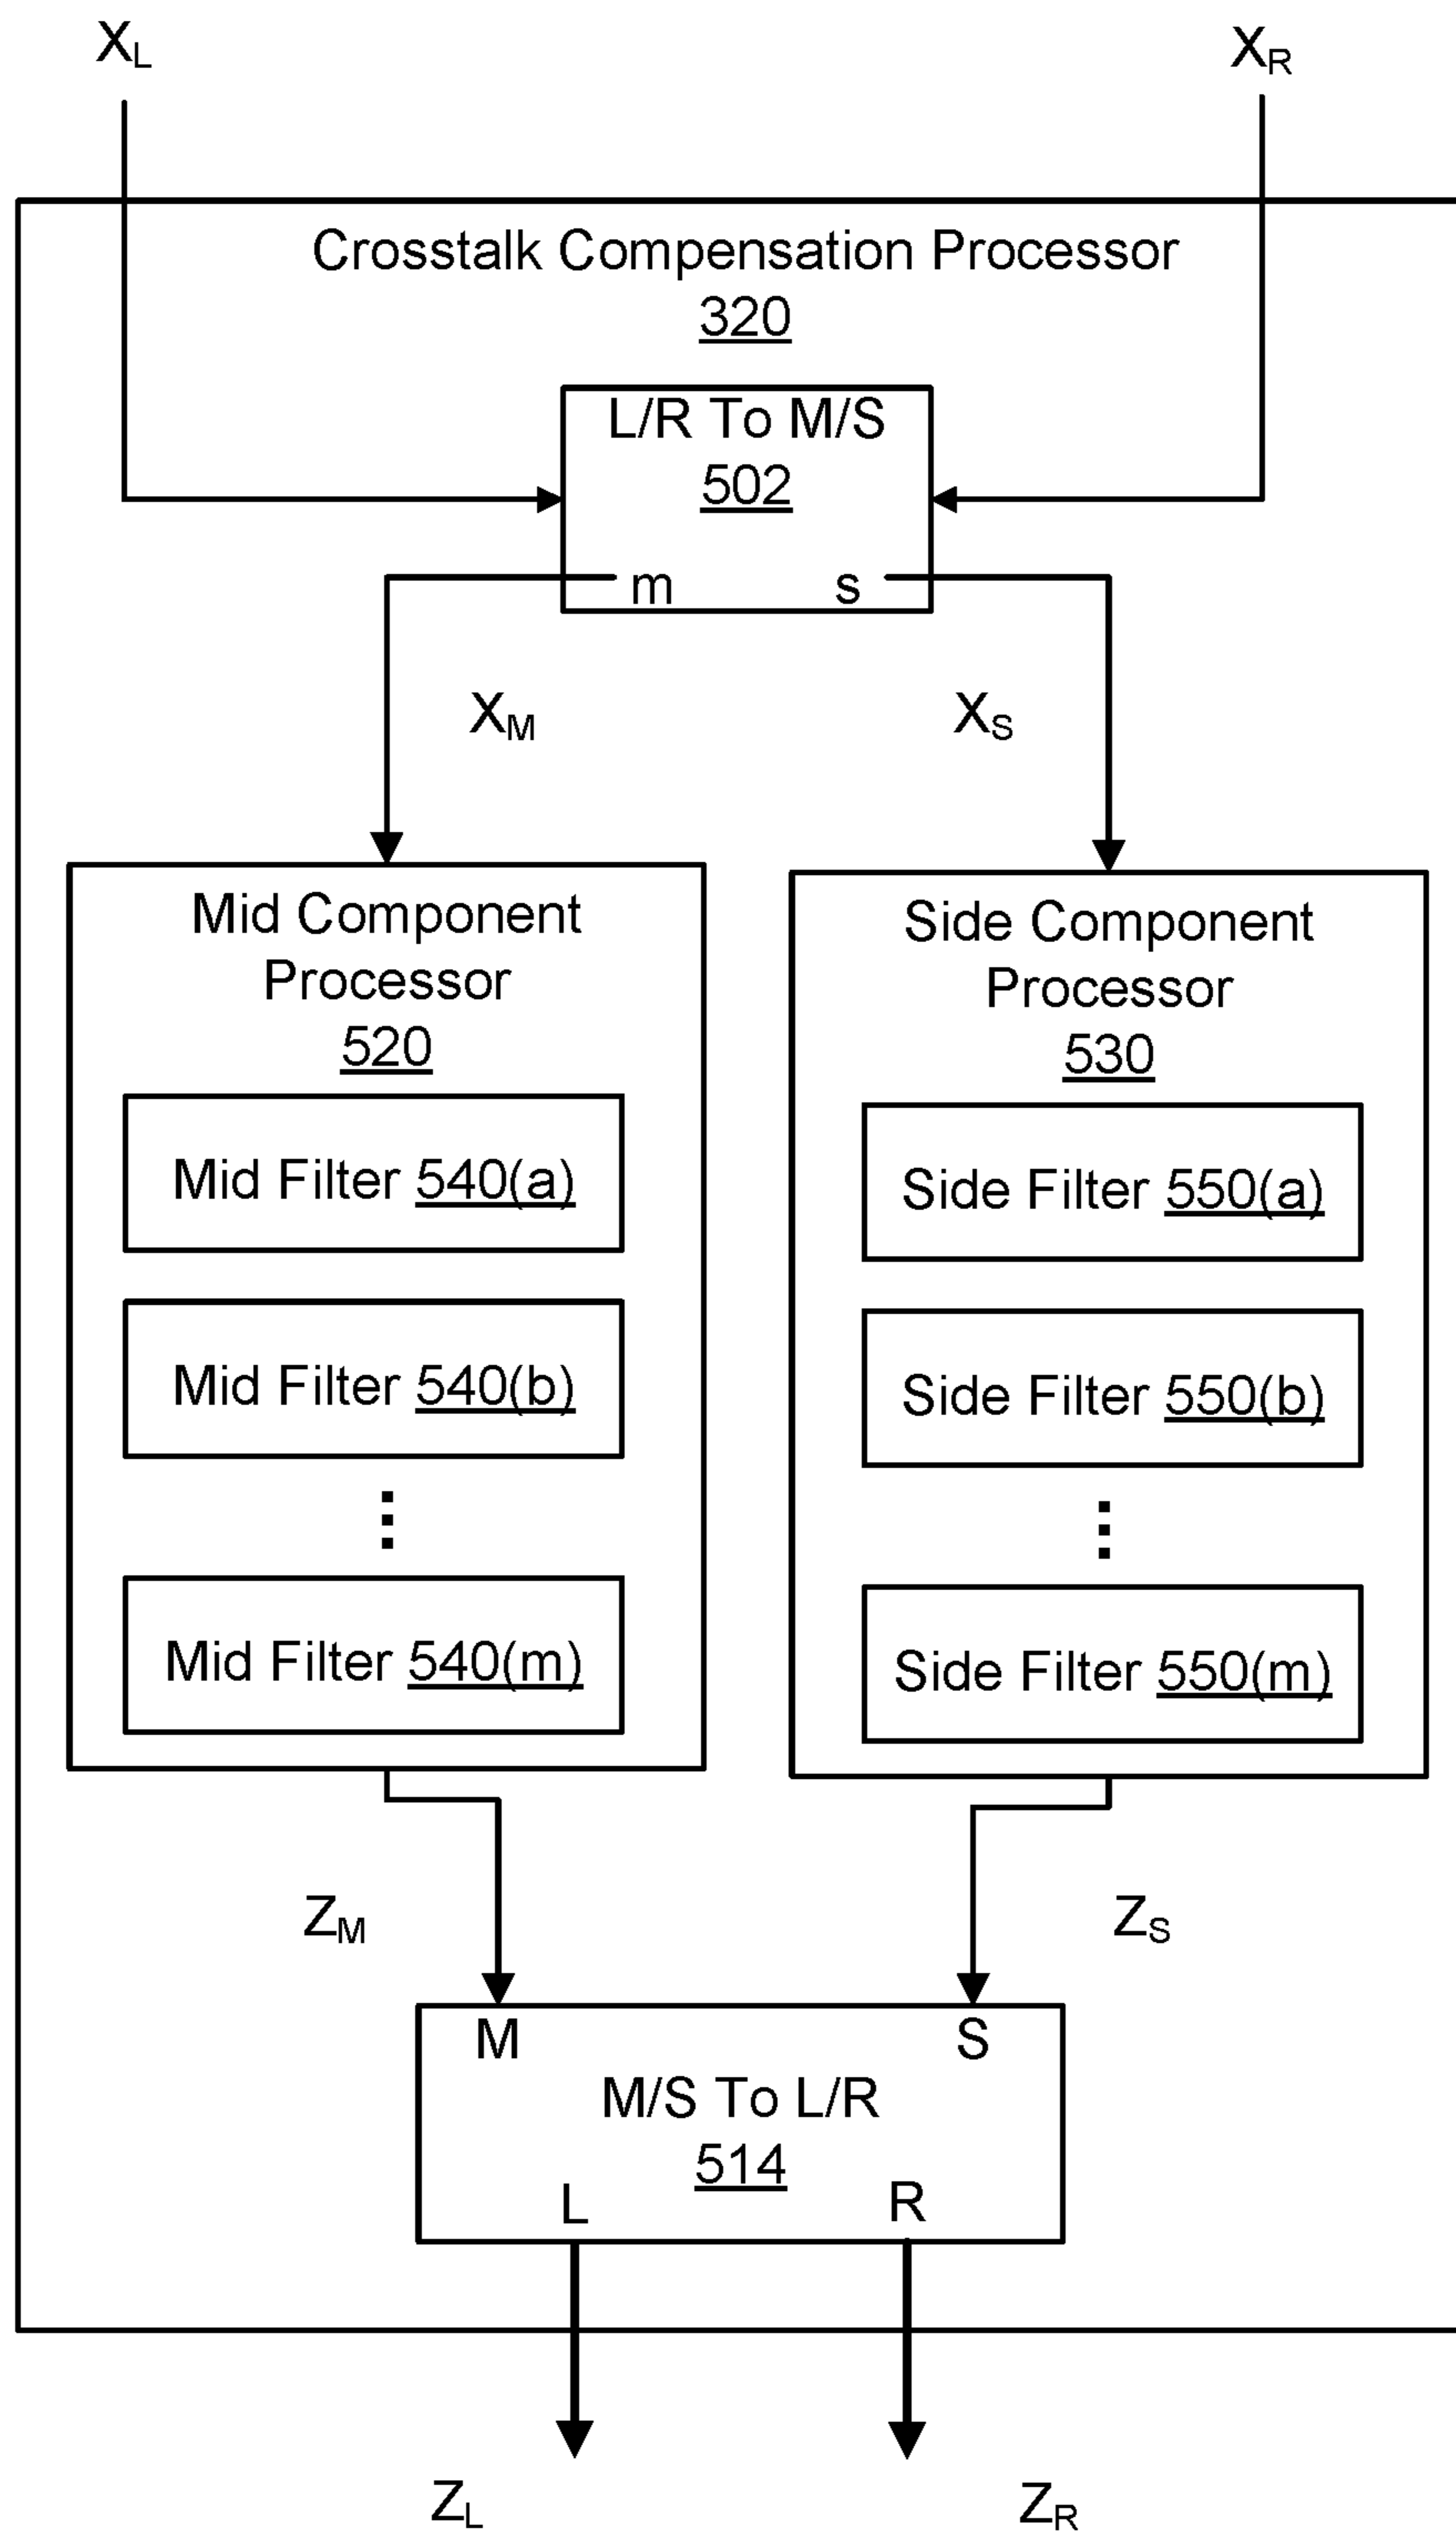 XL
XR
Crosstalk Compensation Processor
320
L/R To M/S
502
m
s
XM
XS
Mid Component
Processor
520
Mid Filter 540(a)
Mid Filter 540(b)
⋮
Mid Filter 540(m)
Side Component
Processor
530
Side Filter 550(a)
Side Filter 550(b)
⋮
Side Filter 550(m)
ZM
ZS
M
S
M/S To L/R
514
L
R
ZL
ZR